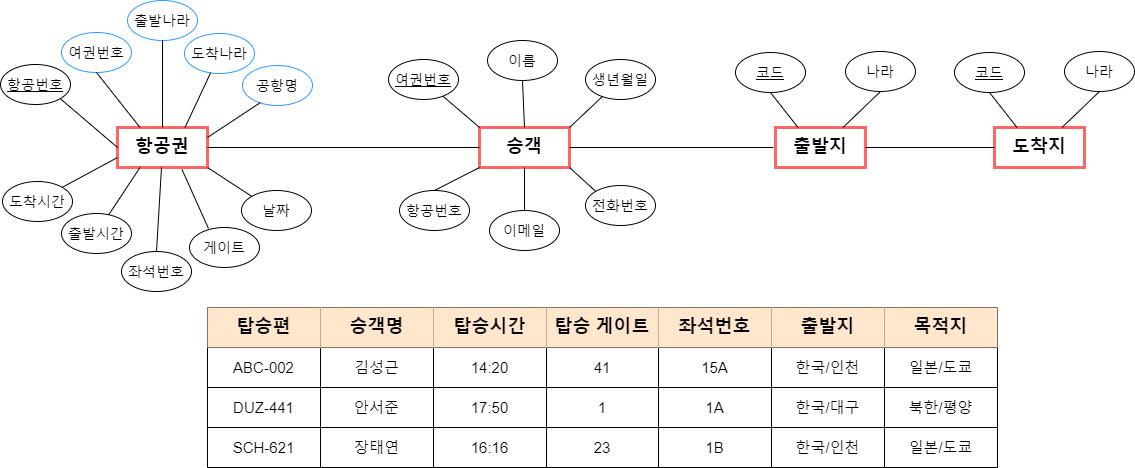 출발나라
여권번호
도착나라
항공번호
공항명
항공권
도착시간
출발시간
좌석번호
게이트
날짜
이름
여권번호
생년월일
승객
항공번호
이메일
전화번호
코드
나라
출발지
코드
나라
도착지
탑승편 승객명 탑승시간 탑승 게이트 좌석번호 출발지 목적지
ABC-002 김성근 14:20 41 15A 한국/인천 일본/도쿄
DUZ-441 안서준 17:50 1 1A 한국/대구 북한/평양
SCH-621 장태연 16:16 23 1B 한국/인천 일본/도쿄